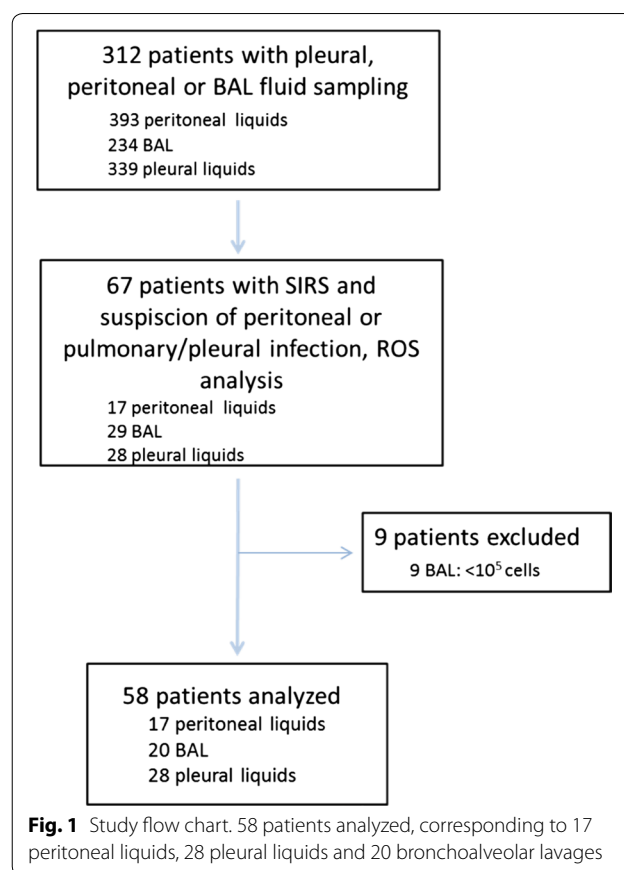 312 patients with pleural,
peritoneal or BAL fluid sampling
393 peritoneal liquids
234 BAL
339 pleural liquids
67 patients with SIRS and
suspiscion of peritoneal or
pulmonary/pleural infection, ROS
analysis
17 peritoneal liquids
29 BAL
28 pleural liquids
9 patients excluded
9 BAL: <10⁵ cells
58 patients analyzed
17 peritoneal liquids
20 BAL
28 pleural liquids
Fig. 1 Study flow chart. 58 patients analyzed, corresponding to 17
peritoneal liquids, 28 pleural liquids and 20 bronchoalveolar lavages